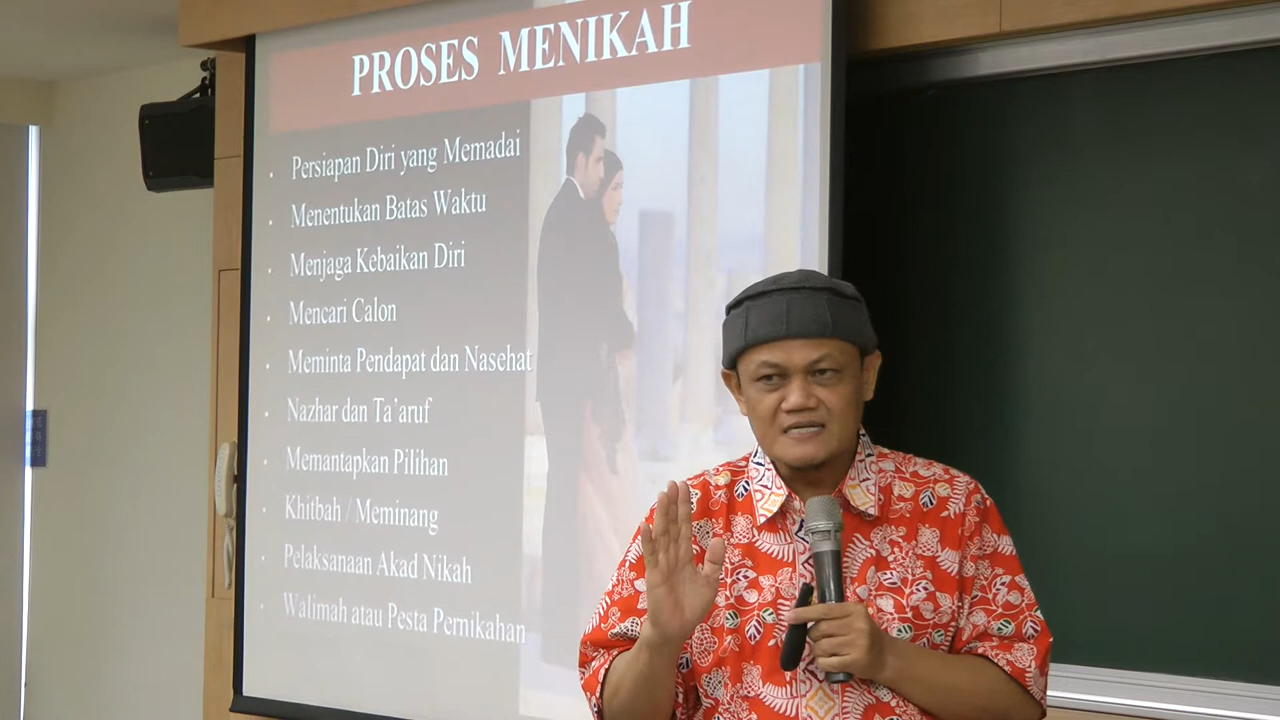 PROSES MENIKAH
Persiapan Diri yang Memadai
Menentukan Batas Waktu
Menjaga Kebaikan Diri
Mencari Calon
Meminta Pendapat dan Nasehat
Nazhar dan Ta’aruf
Memantapkan Pilihan
Khitbah / Meminang
Pelaksanaan Akad Nikah
Walimah atau Pesta Pernikahan